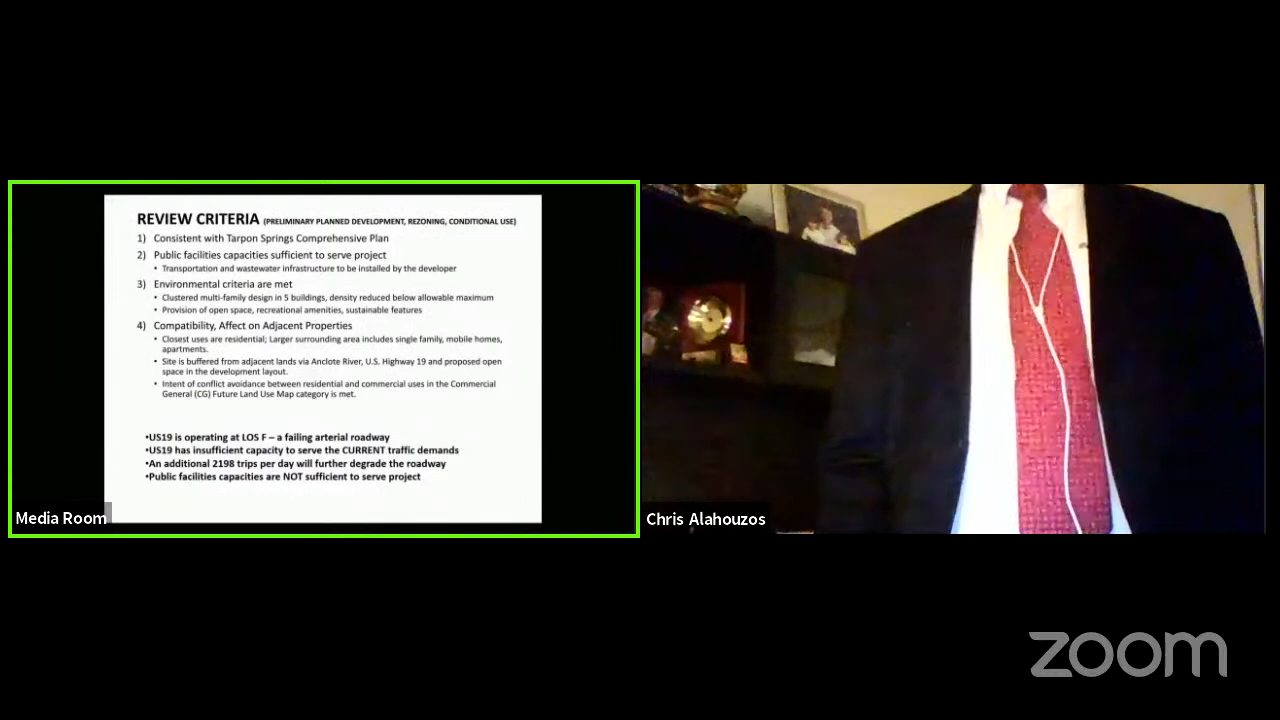 REVIEW CRITERIA (PRELIMINARY PLANNED DEVELOPMENT, REZONING, CONDITIONAL USE)
1) Consistent with Tarpon Springs Comprehensive Plan
2) Public facilities capacities sufficient to serve project
• Transportation and wastewater infrastructure to be installed by the developer
3) Environmental criteria are met
• Clustered multi-family design in 5 buildings, density reduced below allowable maximum
• Provision of open space, recreational amenities, sustainable features
4) Compatibility, Affect on Adjacent Properties
• Closest uses are residential; Larger surrounding area includes single family, mobile homes,
apartments.
• Site is buffered from adjacent lands via Anclote River, U.S. Highway 19 and proposed open
space in the development layout.
• Intent of conflict avoidance between residential and commercial uses in the Commercial
General (CG) Future Land Use Map category is met.
•US19 is operating at LOS F – a failing arterial roadway
•US19 has insufficient capacity to serve the CURRENT traffic demands
•An additional 2198 trips per day will further degrade the roadway
•Public facilities capacities are NOT sufficient to serve project
Media Room
Chris Alahouzos
zoom